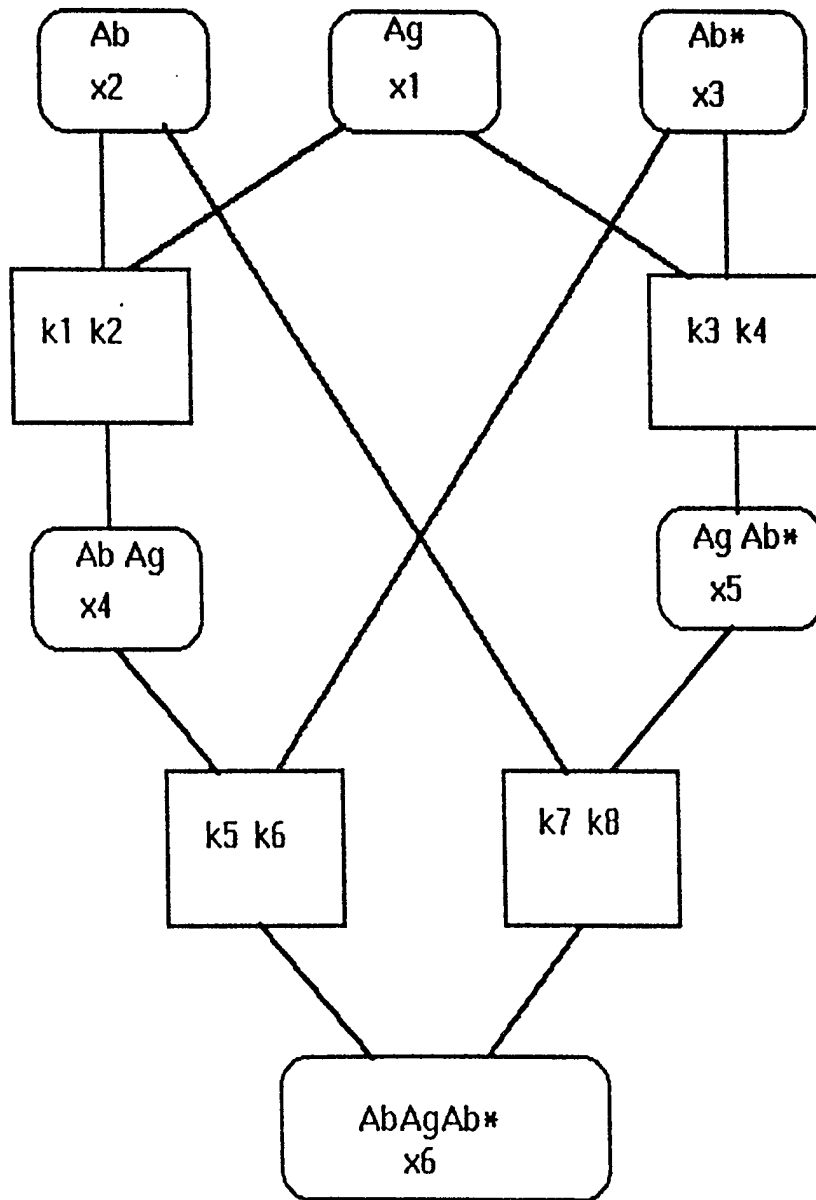 Ab
x2
Ag
x1
Ab*
x3
k1 k2
k3 k4
Ab Ag
x4
Ag Ab*
x5
k5 k6
k7 k8
AbAgAb*
x6